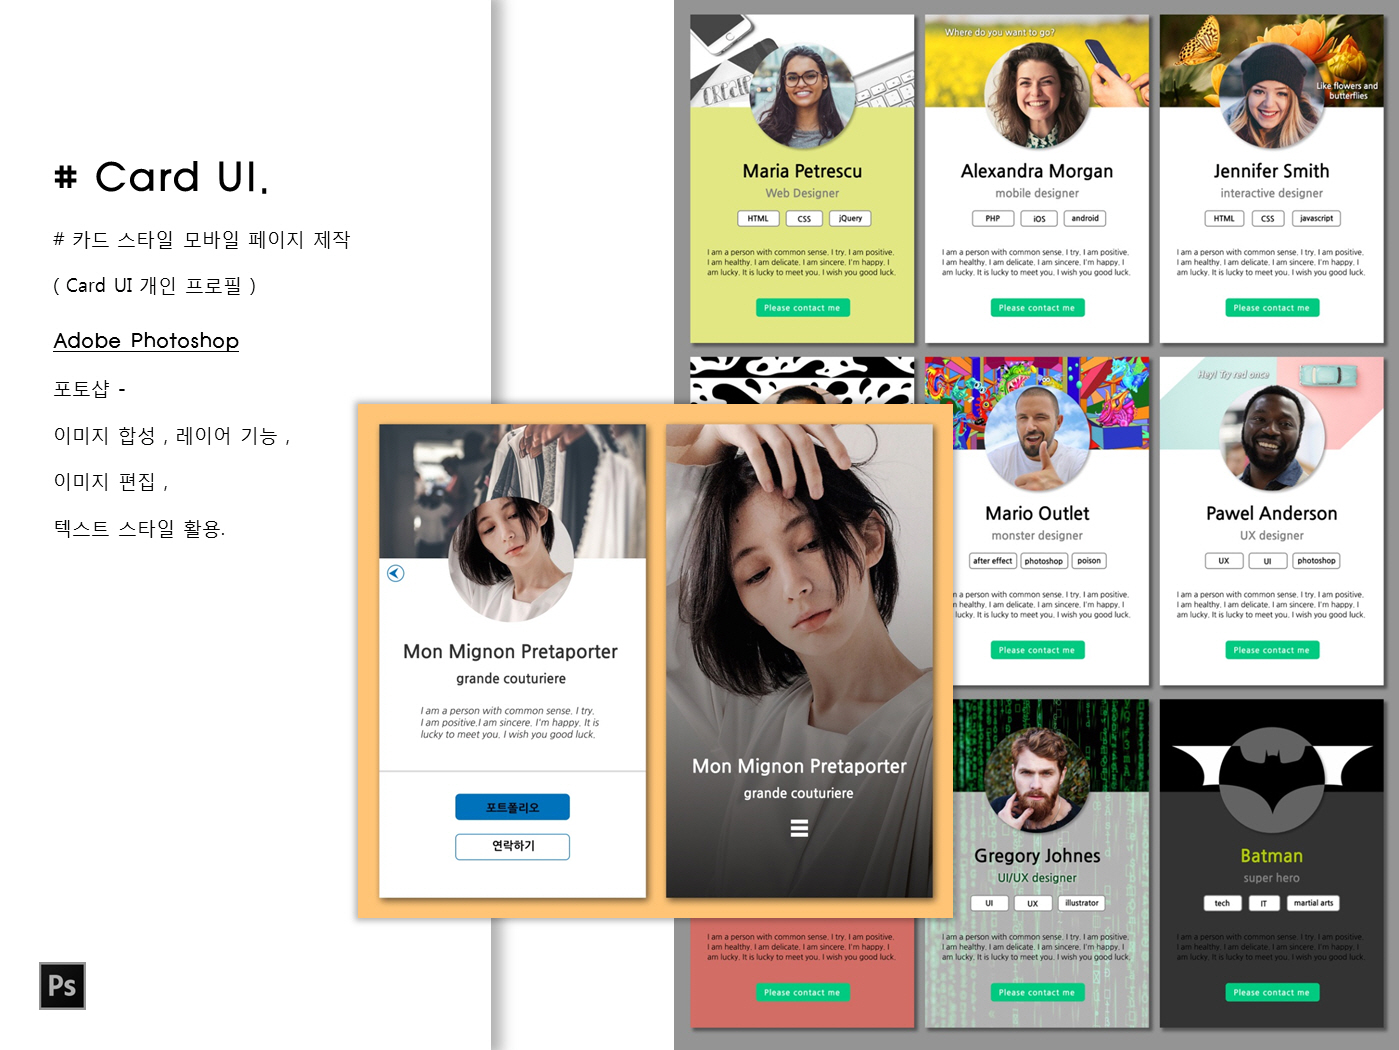 # Card UI.
# 카드 스타일 모바일 페이지 제작
( Card UI 개인 프로필 )
Adobe Photoshop
포토샵 -
이미지 합성 , 레이어 기능 ,
이미지 편집 ,
텍스트 스타일 활용.
Ps
Mon Mignon Pretaporter
grande couturiere
I am a person with common sense. I try.
I am positive.I am sincere. I'm happy. It is
lucky to meet you. I wish you good luck.
포트폴리오
연락하기
Mon Mignon Pretaporter
grande couturiere
Maria Petrescu
Web Designer
HTML CSS jQuery
I am a person with common sense. I try. I am positive.
I am healthy. I am delicate. I am sincere. I'm happy. I
am lucky. It is lucky to meet you. I wish you good luck.
Please contact me
Where do you want to go?
Alexandra Morgan
mobile designer
PHP iOS android
I am a person with common sense. I try. I am positive.
I am healthy. I am delicate. I am sincere. I'm happy. I
am lucky. It is lucky to meet you. I wish you good luck.
Please contact me
Like flowers and
butterflies
Jennifer Smith
interactive designer
HTML CSS javascript
I am a person with common sense. I try. I am positive.
I am healthy. I am delicate. I am sincere. I'm happy. I
am lucky. It is lucky to meet you. I wish you good luck.
Please contact me
Mario Outlet
monster designer
after effect photoshop poison
a person with common sense. I try. I am positive.
healthy. I am delicate. I am sincere. I'm happy. I
lucky. It is lucky to meet you. I wish you good luck.
Please contact me
Hey! Try red once
Pawel Anderson
UX designer
UX UI photoshop
I am a person with common sense. I try. I am positive.
I am healthy. I am delicate. I am sincere. I'm happy. I
am lucky. It is lucky to meet you. I wish you good luck.
Please contact me
I am a person with common sense. I try. I am positive.
I am healthy. I am delicate. I am sincere. I'm happy. I
am lucky. It is lucky to meet you. I wish you good luck.
Please contact me
Gregory Johnes
UI/UX designer
UI UX illustrator
I am a person with common sense. I try. I am positive.
I am healthy. I am delicate. I am sincere. I'm happy. I
am lucky. It is lucky to meet you. I wish you good luck.
Please contact me
Batman
super hero
tech IT martial arts
I am a person with common sense. I try. I am positive.
I am healthy. I am delicate. I am sincere. I'm happy. I
am lucky. It is lucky to meet you. I wish you good luck.
Please contact me